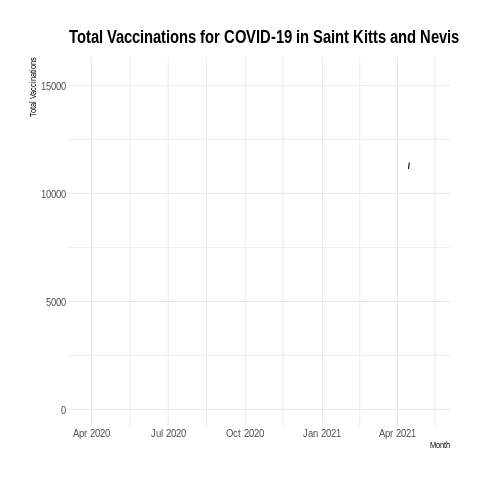 Total Vaccinations for COVID-19 in Saint Kitts and Nevis
Total Vaccinations
15000
10000
5000
0
Apr 2020 Jul 2020 Oct 2020 Jan 2021 Apr 2021
Month